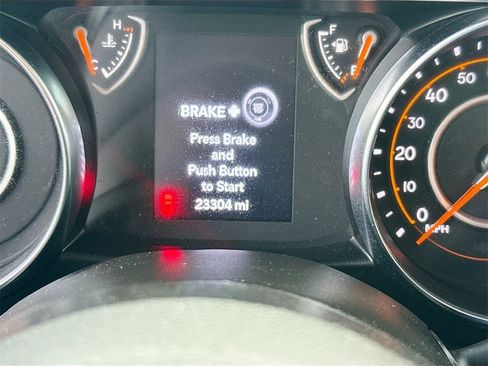 H
C
F
E
BRAKE +
Press Brake
and
Push Button
to Start
23304 mi
50
40
30
20
10
0
MPH